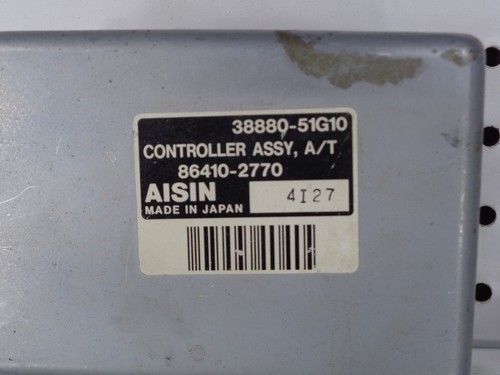 38880-51G10
CONTROLLER ASSY, A/T
86410-2770
AISIN 4I27
MADE IN JAPAN